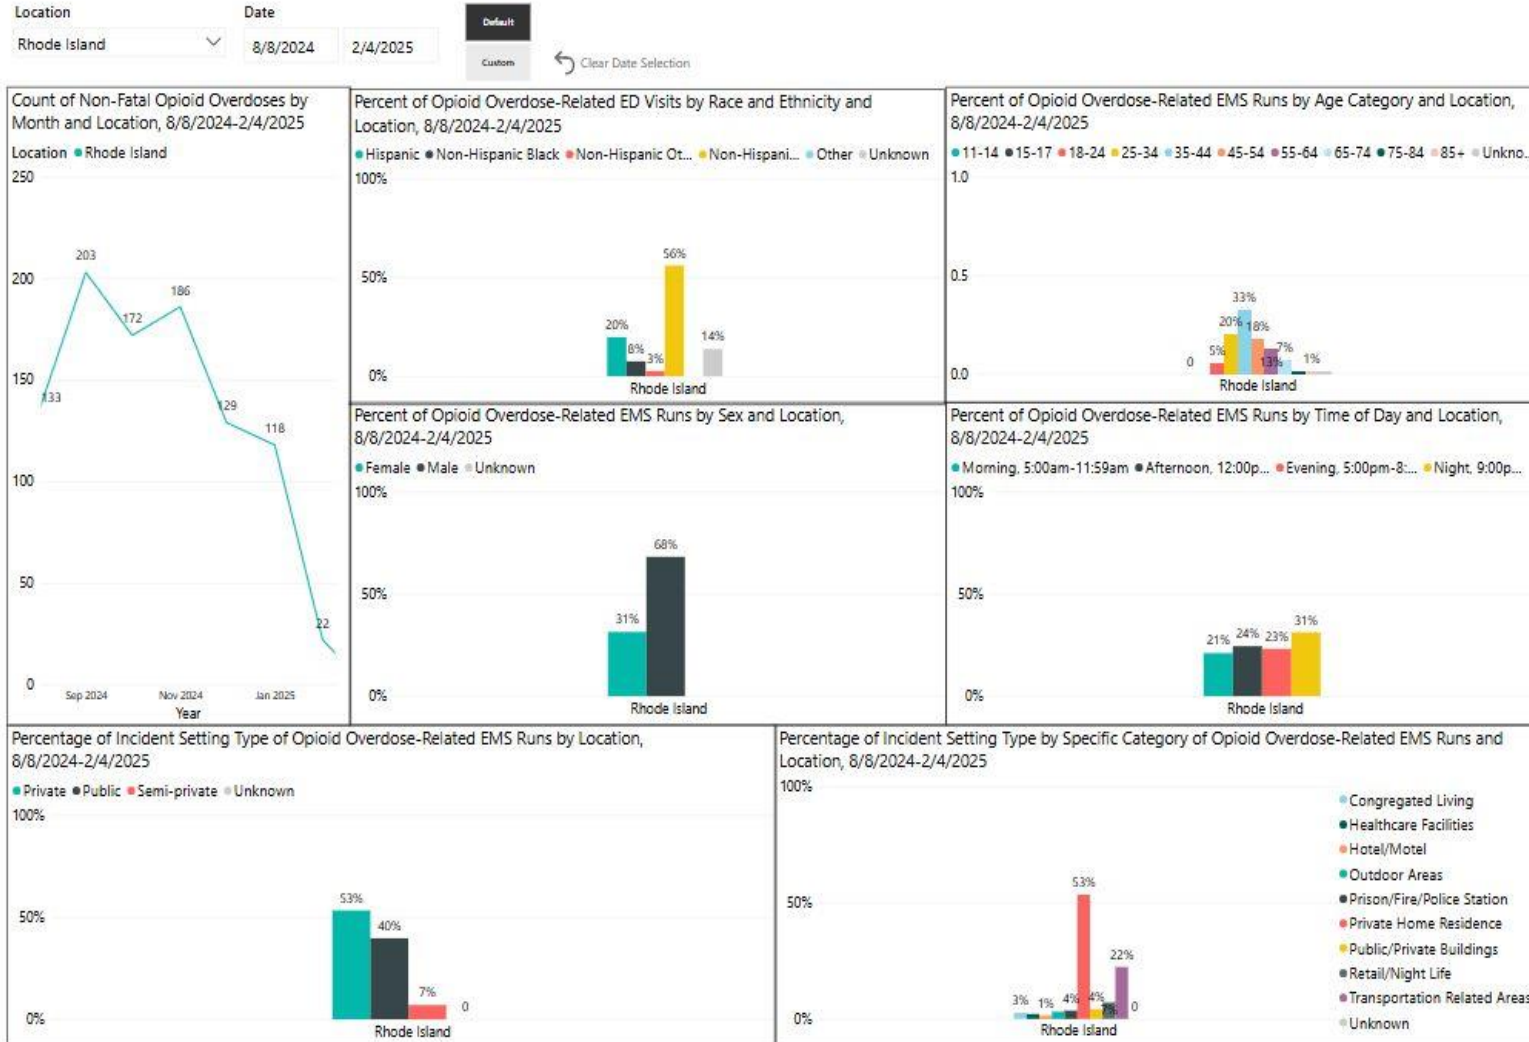 Location
Rhode Island
Date
8/8/2024
2/4/2025
Default
Custom
Clear Date Selection
Count of Non-Fatal Opioid Overdoses by
Month and Location, 8/8/2024-2/4/2025
Location Rhode Island
250
200
150
100
50
0
203
172
186
133
129
118
22
Sep 2024 Nov 2024 Jan 2025
Year
Percent of Opioid Overdose-Related ED Visits by Race and Ethnicity and
Location, 8/8/2024-2/4/2025
Hispanic Non-Hispanic Black Non-Hispanic Ot... Non-Hispani... Other Unknown
100%
50%
0%
20%
8%
3%
56%
14%
Rhode Island
Percent of Opioid Overdose-Related EMS Runs by Age Category and Location,
8/8/2024-2/4/2025
11-14 15-17 18-24 25-34 35-44 45-54 55-64 65-74 75-84 85+ Unkno...
1.0
0.5
0.0
0
5%
20%
33%
18%
13%
7%
1%
Rhode Island
Percent of Opioid Overdose-Related EMS Runs by Sex and Location,
8/8/2024-2/4/2025
Female Male Unknown
100%
50%
0%
31%
68%
Rhode Island
Percent of Opioid Overdose-Related EMS Runs by Time of Day and Location,
8/8/2024-2/4/2025
Morning, 5:00am-11:59am Afternoon, 12:00p... Evening, 5:00pm-8:... Night, 9:00p...
100%
50%
0%
21%
24%
23%
31%
Rhode Island
Percentage of Incident Setting Type of Opioid Overdose-Related EMS Runs by Location,
8/8/2024-2/4/2025
Private Public Semi-private Unknown
100%
50%
0%
53%
40%
7%
0
Rhode Island
Percentage of Incident Setting Type by Specific Category of Opioid Overdose-Related EMS Runs and
Location, 8/8/2024-2/4/2025
100%
50%
0%
3%
1%
4%
53%
4%
7%
22%
0
Rhode Island
Congregated Living
Healthcare Facilities
Hotel/Motel
Outdoor Areas
Prison/Fire/Police Station
Private Home Residence
Public/Private Buildings
Retail/Night Life
Transportation Related Areas
Unknown